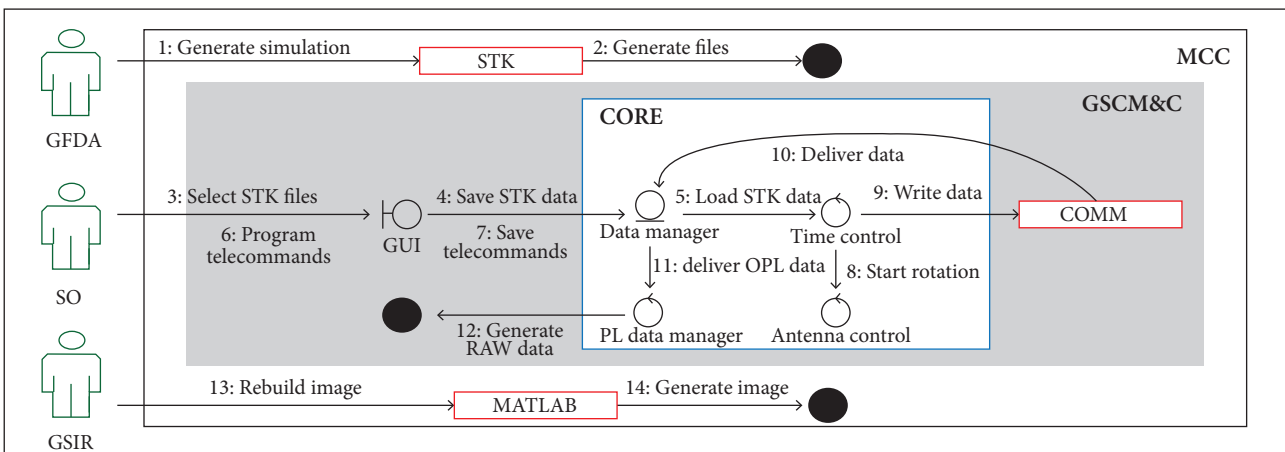 1: Generate simulation
STK
2: Generate files
MCC
GFDA
GSCM&C
CORE
10: Deliver data
3: Select STK files
4: Save STK data
5: Load STK data
9: Write data
COMM
6: Program
telecommands
GUI
7: Save
telecommands
Data manager
Time control
11: deliver OPL data
8: Start rotation
SO
12: Generate
RAW data
PL data manager
Antenna control
13: Rebuild image
MATLAB
14: Generate image
GSIR